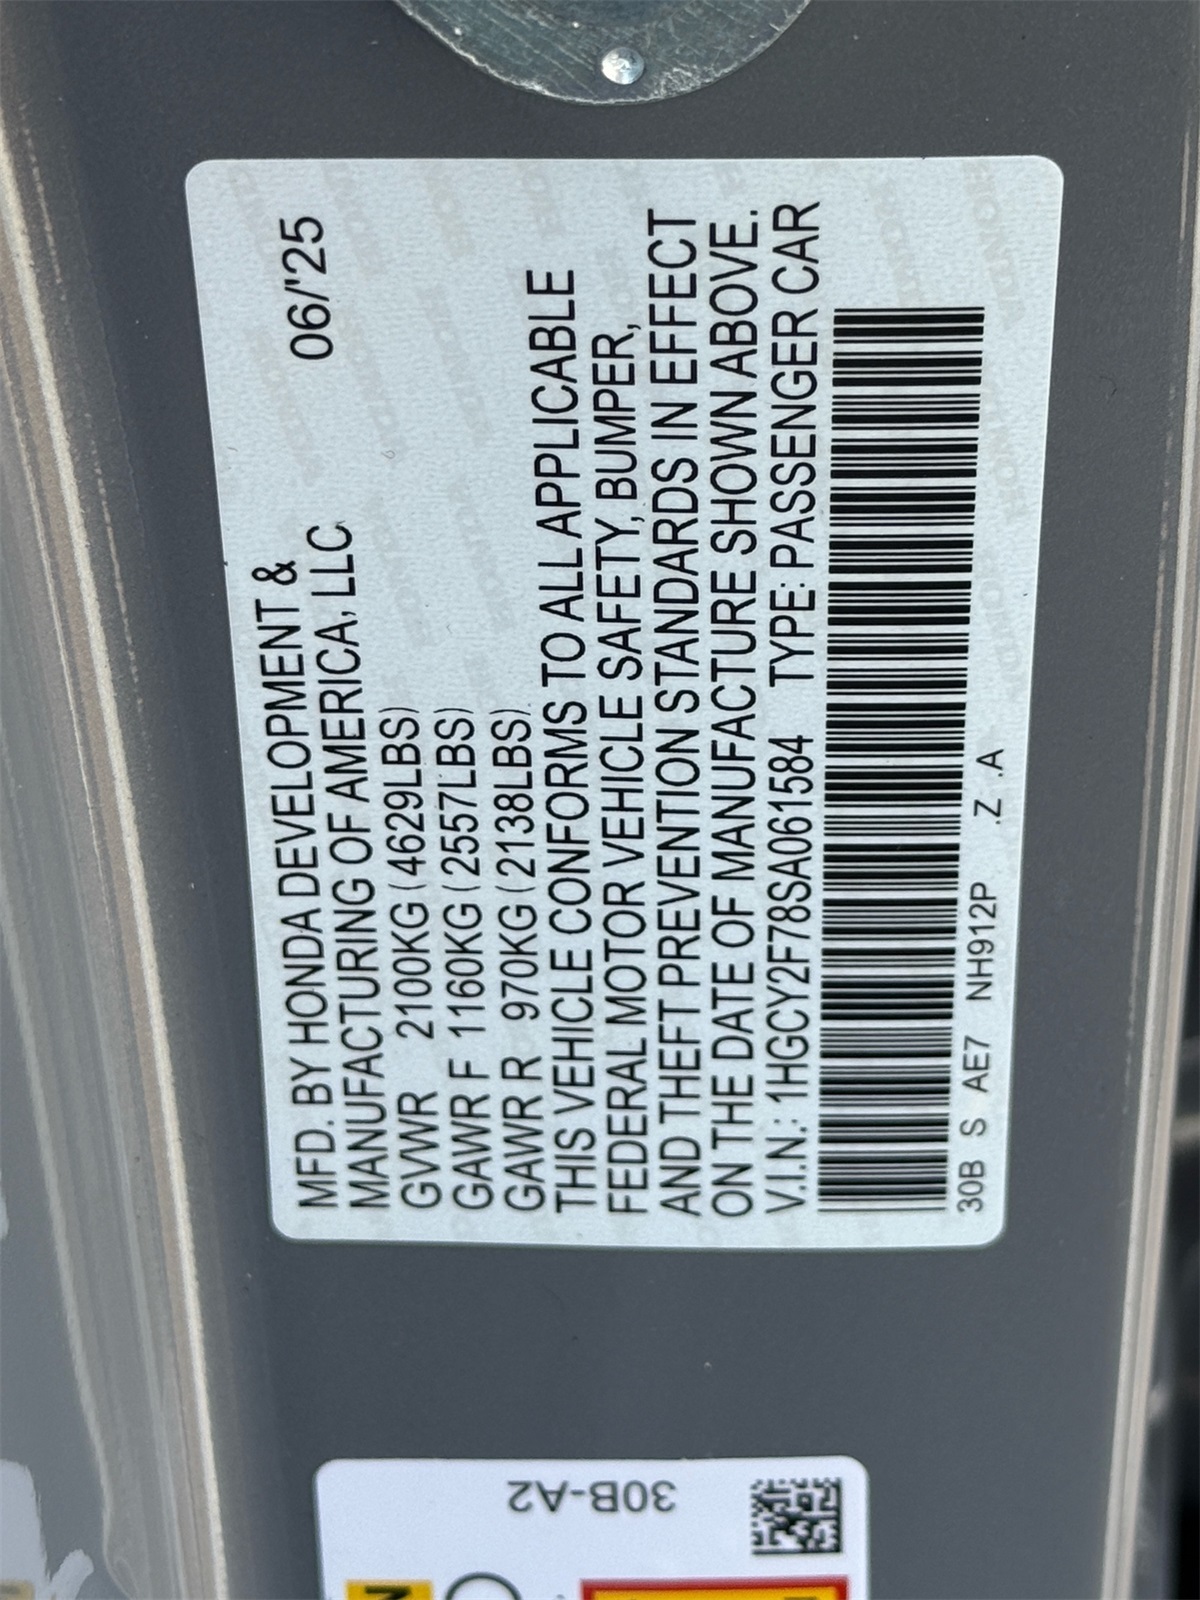 MFD. BY HONDA DEVELOPMENT &
MANUFACTURING OF AMERICA, LLC 06/'25
GVWR 2100KG (4629LBS)
GAWR F 1160KG (2557LBS)
GAWR R 970KG (2138LBS)
THIS VEHICLE CONFORMS TO ALL APPLICABLE
FEDERAL MOTOR VEHICLE SAFETY, BUMPER,
AND THEFT PREVENTION STANDARDS IN EFFECT
ON THE DATE OF MANUFACTURE SHOWN ABOVE.
V.I.N.: 1HGCY2F78SA061584 TYPE: PASSENGER CAR
30B S AE7 NH912P .Z .A
30B-A2